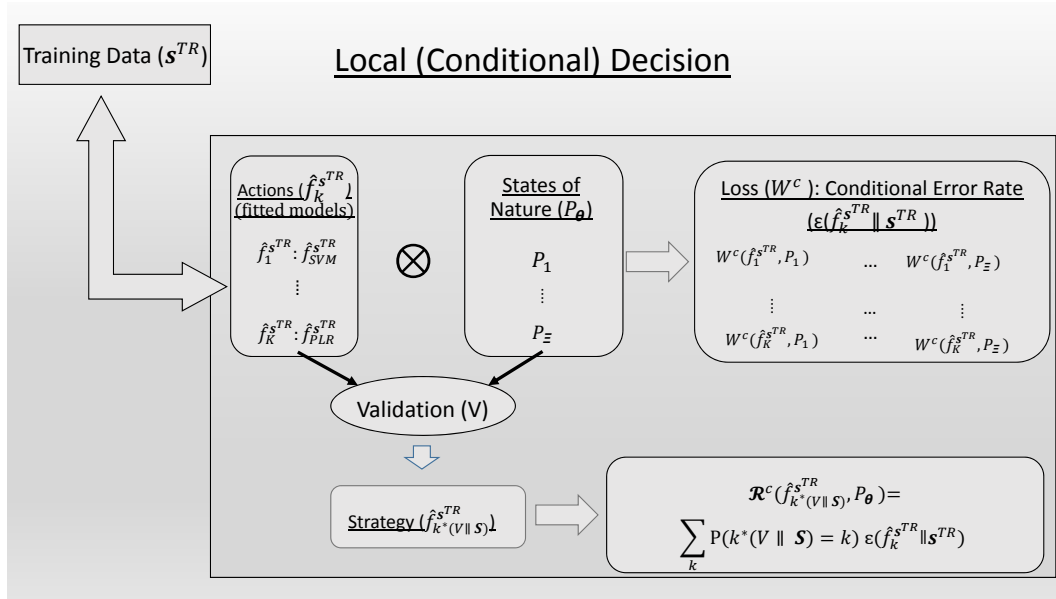 Training Data (𝒔^{TR})
Local (Conditional) Decision
Actions (f̂_k^{𝒔^{TR}})
(fitted models)
f̂_1^{𝒔^{TR}}: f̂_{SVM}^{𝒔^{TR}}
⋮
f̂_K^{𝒔^{TR}}: f̂_{PLR}^{𝒔^{TR}}
⊗
States of
Nature (P_𝜽)
P_1
⋮
P_Ξ
Loss (W^c ): Conditional Error Rate
(ε(f̂_k^{𝒔^{TR}} ‖ 𝒔^{TR} ))
W^c(f̂_1^{𝒔^{TR}}, P_1) … W^c(f̂_1^{𝒔^{TR}}, P_Ξ)
⋮ … ⋮
W^c(f̂_K^{𝒔^{TR}}, P_1) … W^c(f̂_K^{𝒔^{TR}}, P_Ξ)
Validation (V)
Strategy (f̂_{k^*(V ‖ 𝑺)}^{𝒔^{TR}})
𝓡^c(f̂_{k^*(V ‖ 𝑺)}^{𝒔^{TR}}, P_𝜽)=
∑_k P(k^*(V ‖ 𝑺) = k) ε(f̂_k^{𝒔^{TR}} ‖ 𝒔^{TR})